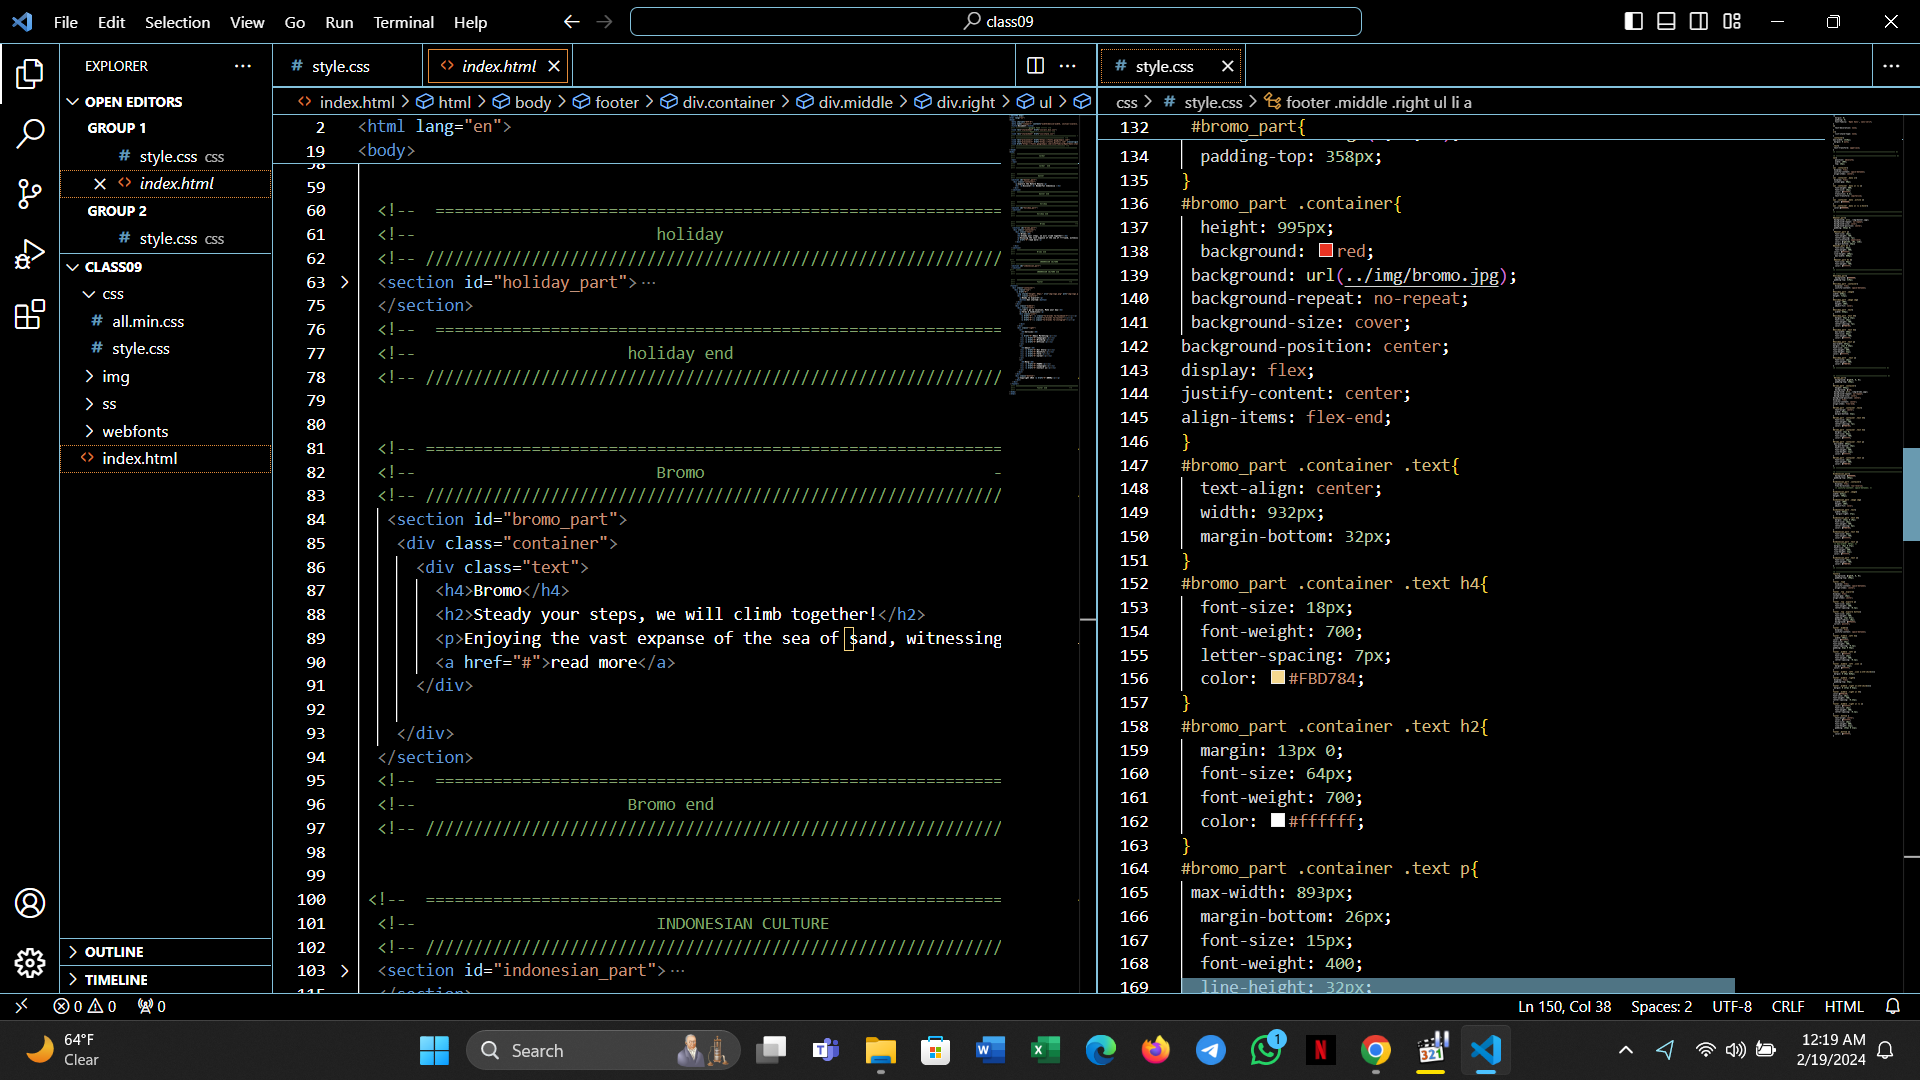 File Edit Selection View Go Run Terminal Help
class09
EXPLORER
OPEN EDITORS
GROUP 1
# style.css css
<> index.html
GROUP 2
# style.css css
CLASS09
css
# all.min.css
# style.css
img
ss
webfonts
<> index.html
OUTLINE
TIMELINE
# style.css
<> index.html
<> index.html > html > body > footer > div.container > div.middle > div.right > ul >
2 <html lang="en">
19 <body>
58
59
60 <!-- ============================================================
61 <!-- holiday
62 <!-- ////////////////////////////////////////////////////////////
63 <section id="holiday_part"> ...
75 </section>
76 <!-- ============================================================
77 <!-- holiday end
78 <!-- ////////////////////////////////////////////////////////////
79
80
81 <!-- ============================================================
82 <!-- Bromo -
83 <!-- ////////////////////////////////////////////////////////////
84 <section id="bromo_part">
85 <div class="container">
86 <div class="text">
87 <h4>Bromo</h4>
88 <h2>Steady your steps, we will climb together!</h2>
89 <p>Enjoying the vast expanse of the sea of sand, witnessing
90 <a href="#">read more</a>
91 </div>
92
93 </div>
94 </section>
95 <!-- ============================================================
96 <!-- Bromo end
97 <!-- ////////////////////////////////////////////////////////////
98
99
100 <!-- ============================================================
101 <!-- INDONESIAN CULTURE
102 <!-- ////////////////////////////////////////////////////////////
103 <section id="indonesian_part"> ...
115 </section>
# style.css
css > # style.css > footer .middle .right ul li a
132 #bromo_part{
134 padding-top: 358px;
135 }
136 #bromo_part .container{
137 height: 995px;
138 background: red;
139 background: url(../img/bromo.jpg);
140 background-repeat: no-repeat;
141 background-size: cover;
142 background-position: center;
143 display: flex;
144 justify-content: center;
145 align-items: flex-end;
146 }
147 #bromo_part .container .text{
148 text-align: center;
149 width: 932px;
150 margin-bottom: 32px;
151 }
152 #bromo_part .container .text h4{
153 font-size: 18px;
154 font-weight: 700;
155 letter-spacing: 7px;
156 color: #FBD784;
157 }
158 #bromo_part .container .text h2{
159 margin: 13px 0;
160 font-size: 64px;
161 font-weight: 700;
162 color: #ffffff;
163 }
164 #bromo_part .container .text p{
165 max-width: 893px;
166 margin-bottom: 26px;
167 font-size: 15px;
168 font-weight: 400;
169 line-height: 32px;
0 0 0
Ln 150, Col 38 Spaces: 2 UTF-8 CRLF HTML
64°F
Clear
Search
1
321
12:19 AM
2/19/2024